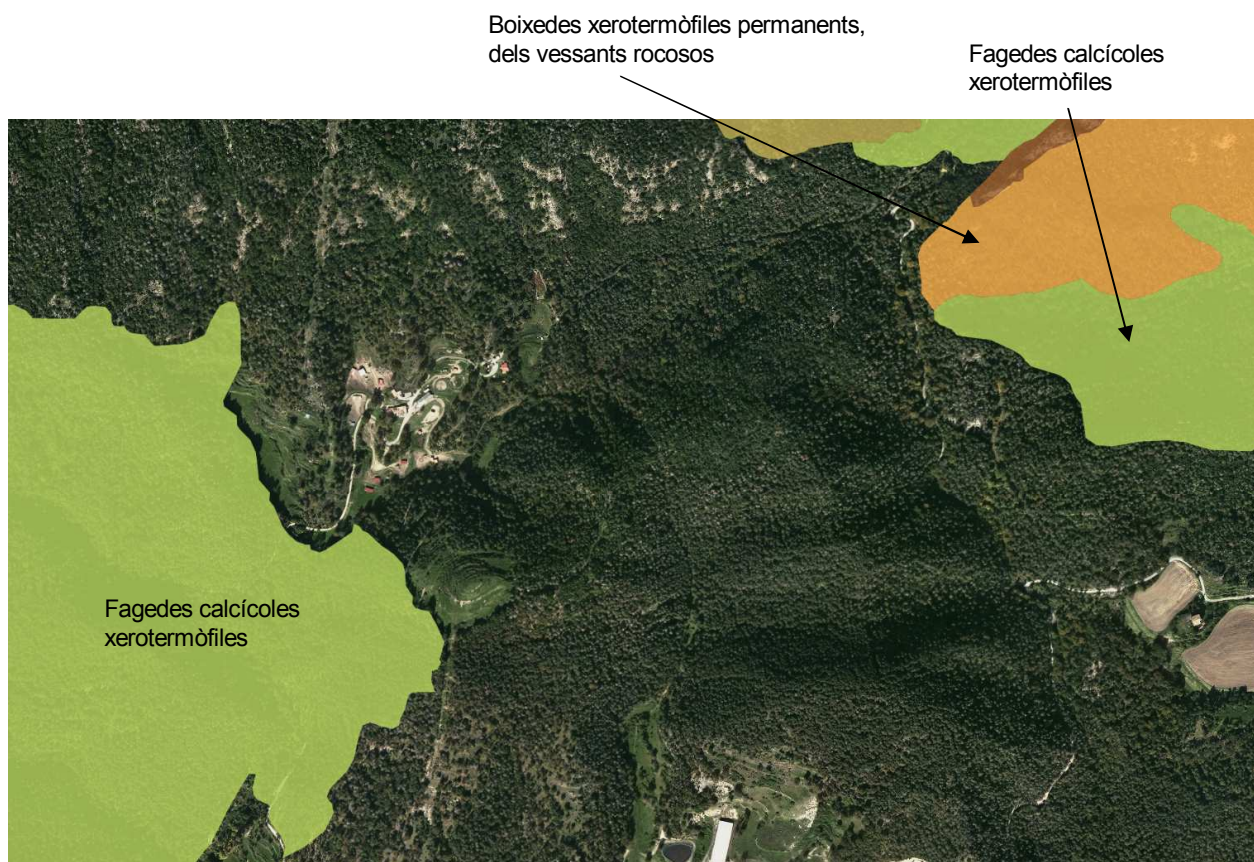 Boixedes xerotermòfiles permanents,
dels vessants rocosos
Fagedes calcícoles
xerotermòfiles
Fagedes calcícoles
xerotermòfiles